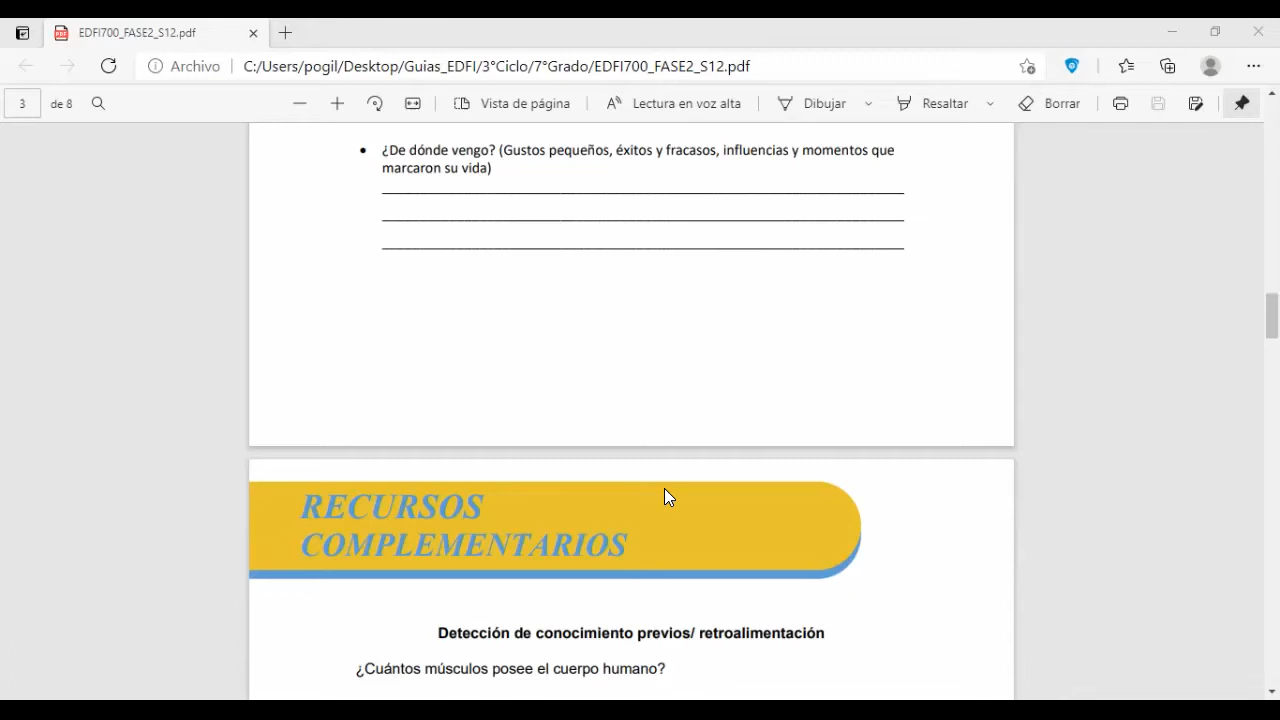 EDFI700_FASE2_S12.pdf
Archivo C:/Users/pogil/Desktop/Guias_EDFI/3°Ciclo/7°Grado/EDFI700_FASE2_S12.pdf
3 de 8 Vista de página Lectura en voz alta Dibujar Resaltar Borrar
• ¿De dónde vengo? (Gustos pequeños, éxitos y fracasos, influencias y momentos que
marcaron su vida)
RECURSOS
COMPLEMENTARIOS
Detección de conocimiento previos/ retroalimentación
¿Cuántos músculos posee el cuerpo humano?